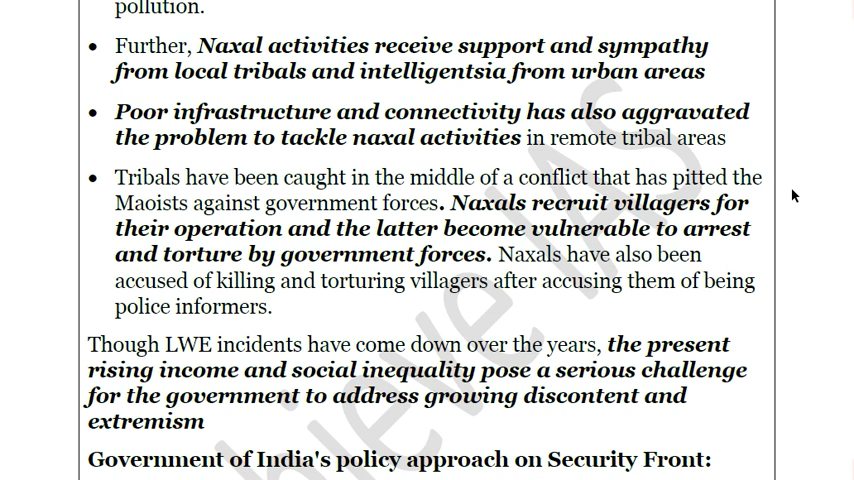 pollution.
• Further, Naxal activities receive support and sympathy
from local tribals and intelligentsia from urban areas
• Poor infrastructure and connectivity has also aggravated
the problem to tackle naxal activities in remote tribal areas
• Tribals have been caught in the middle of a conflict that has pitted the
Maoists against government forces. Naxals recruit villagers for
their operation and the latter become vulnerable to arrest
and torture by government forces. Naxals have also been
accused of killing and torturing villagers after accusing them of being
police informers.
Though LWE incidents have come down over the years, the present
rising income and social inequality pose a serious challenge
for the government to address growing discontent and
extremism
Government of India's policy approach on Security Front:
hieve IAS